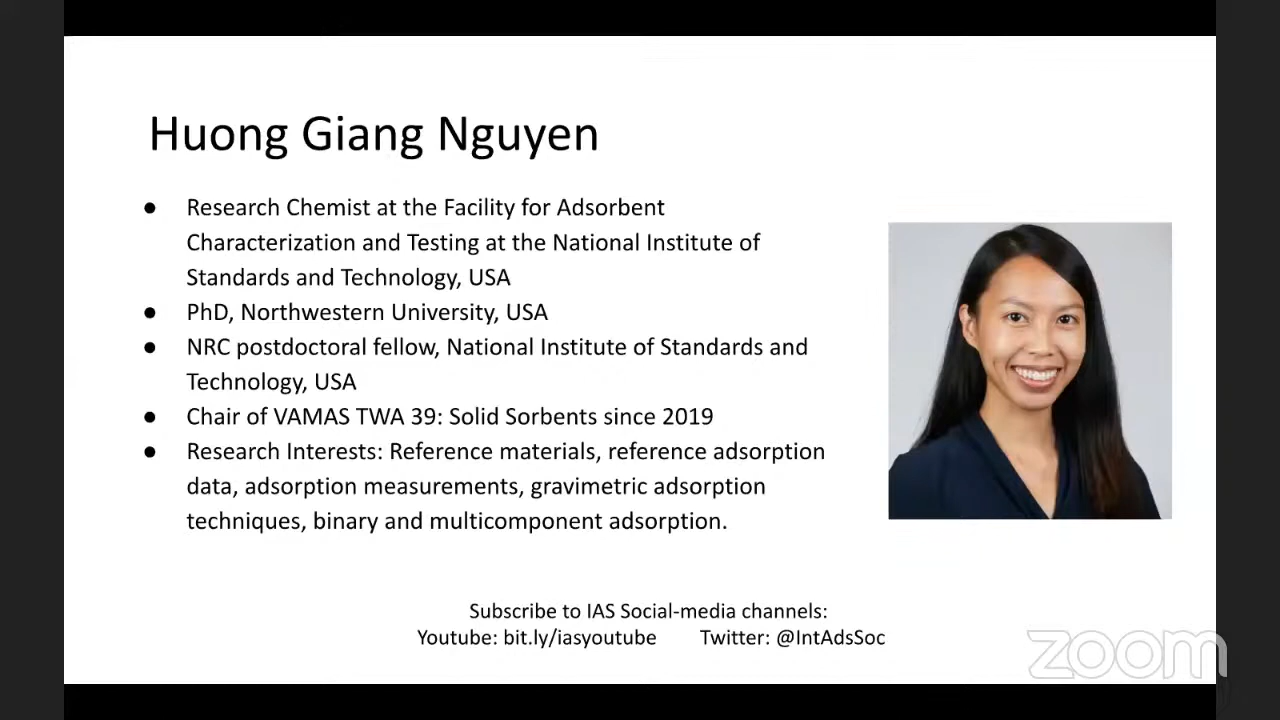 Huong Giang Nguyen
● Research Chemist at the Facility for Adsorbent
Characterization and Testing at the National Institute of
Standards and Technology, USA
● PhD, Northwestern University, USA
● NRC postdoctoral fellow, National Institute of Standards and
Technology, USA
● Chair of VAMAS TWA 39: Solid Sorbents since 2019
● Research Interests: Reference materials, reference adsorption
data, adsorption measurements, gravimetric adsorption
techniques, binary and multicomponent adsorption.
Subscribe to IAS Social-media channels:
Youtube: bit.ly/iasyoutube Twitter: @IntAdsSoc
zoom